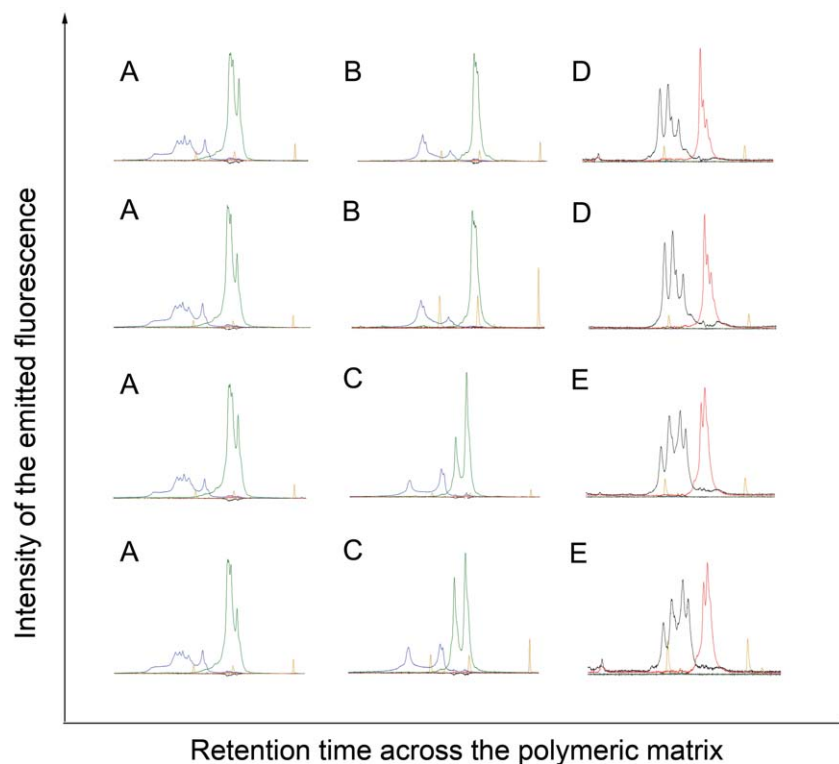 Intensity of the emitted fluorescence
A B D
A B D
A C E
A C E
Retention time across the polymeric matrix